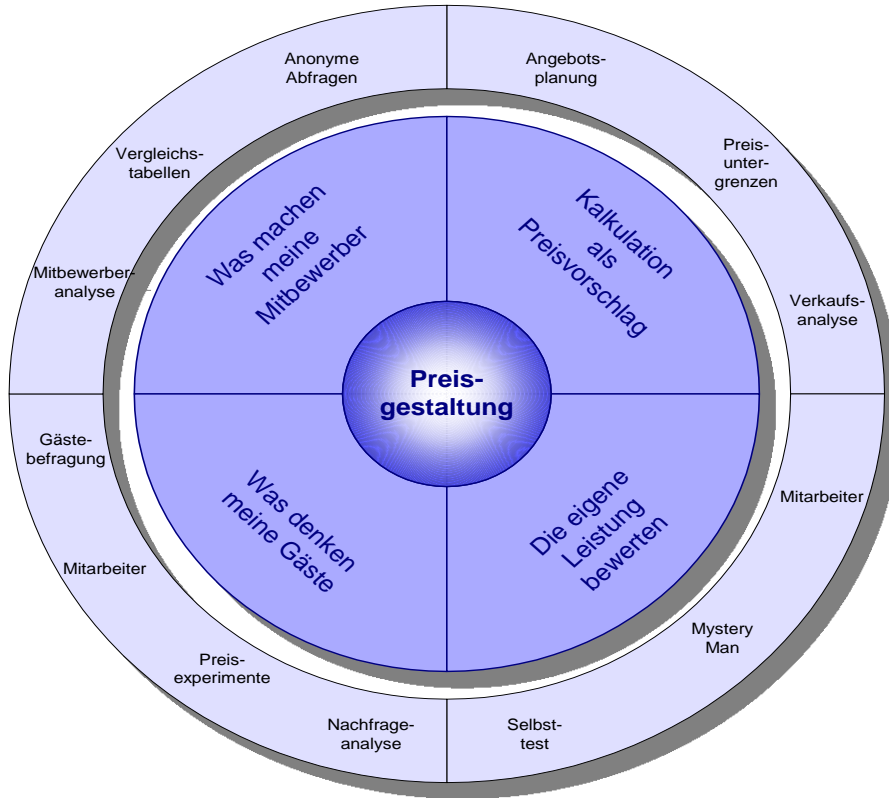 Anonyme
Abfragen
Angebots-
planung
Vergleichs-
tabellen
Preis-
unter-
grenzen
Mitbewerber-
analyse
Verkaufs-
analyse
Was machen
meine
Mitbewerber
Kalkulation
als
Preisvorschlag
Preis-
gestaltung
Gäste-
befragung
Mitarbeiter
Preis-
experimente
Nachfrage-
analyse
Was denken
meine Gäste
Die eigene
Leistung
bewerten
Mitarbeiter
Mystery
Man
Selbst-
test